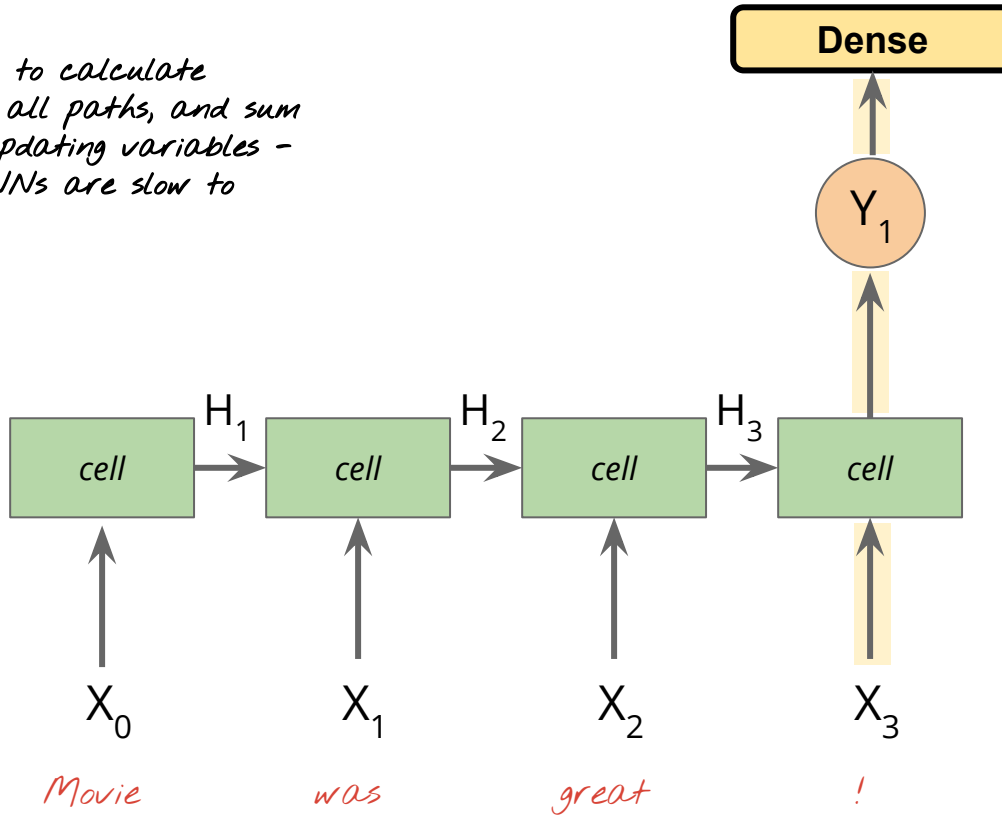 Dense
to calculate
all paths, and sum
pdating variables -
Ns are slow to
Y1
H1 H2 H3
cell cell cell cell
X0 X1 X2 X3
Movie was great !